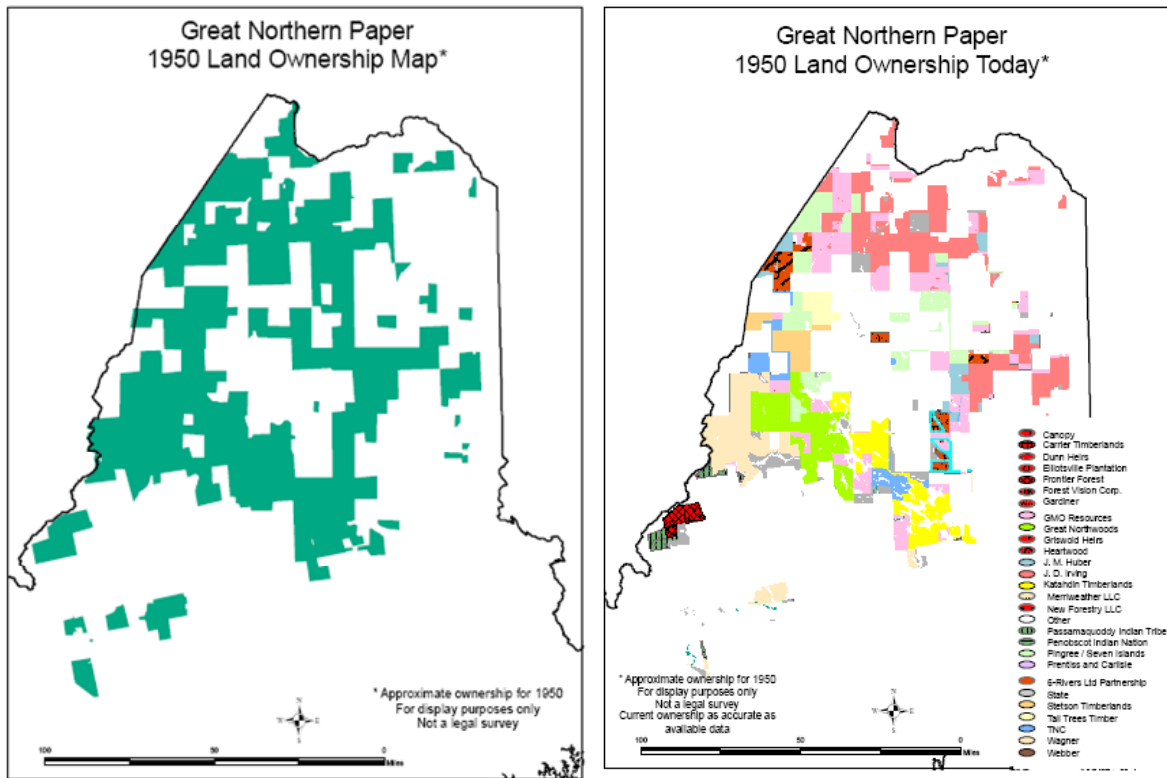 Great Northern Paper
1950 Land Ownership Map*
* Approximate ownership for 1950
For display purposes only
Not a legal survey
W
E
S
100
50
0
Miles
Great Northern Paper
1950 Land Ownership Today*
Canopy
Carrier Timberlands
Dunn Heirs
Elliotsville Plantation
Frontier Forest
Forest Vision Corp.
Gardiner
GMO Resources
Great Northwoods
Griswold Heirs
Heartwood
J. M. Huber
J. D. Irving
Katahdin Timberlands
Merriweather LLC
New Forestry LLC
Other
Passamaquoddy Indian Tribe
Penobscot Indian Nation
Pingree / Seven Islands
Prentiss and Carlisle
6-Rivers Ltd Partnership
State
Stetson Timberlands
Tall Trees Timber
TNC
Wagner
Webber
* Approximate ownership for 1950
For display purposes only
Not a legal survey
Current ownership as accurate as
available data
W
E
S
100
50
0
Miles